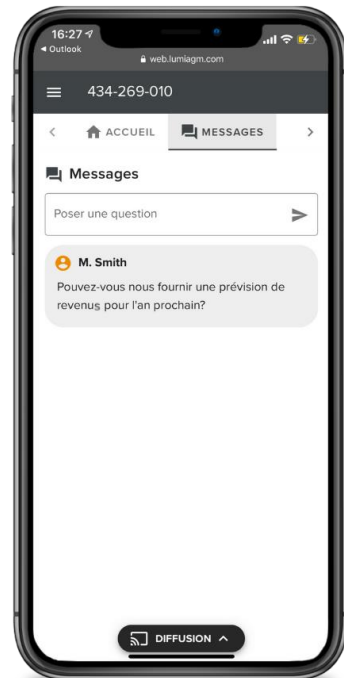 16:27
Outlook
web.lumiagm.com
434-269-010
ACCUEIL
MESSAGES
Messages
Poser une question
M. Smith
Pouvez-vous nous fournir une prévision de
revenus pour l'an prochain?
DIFFUSION